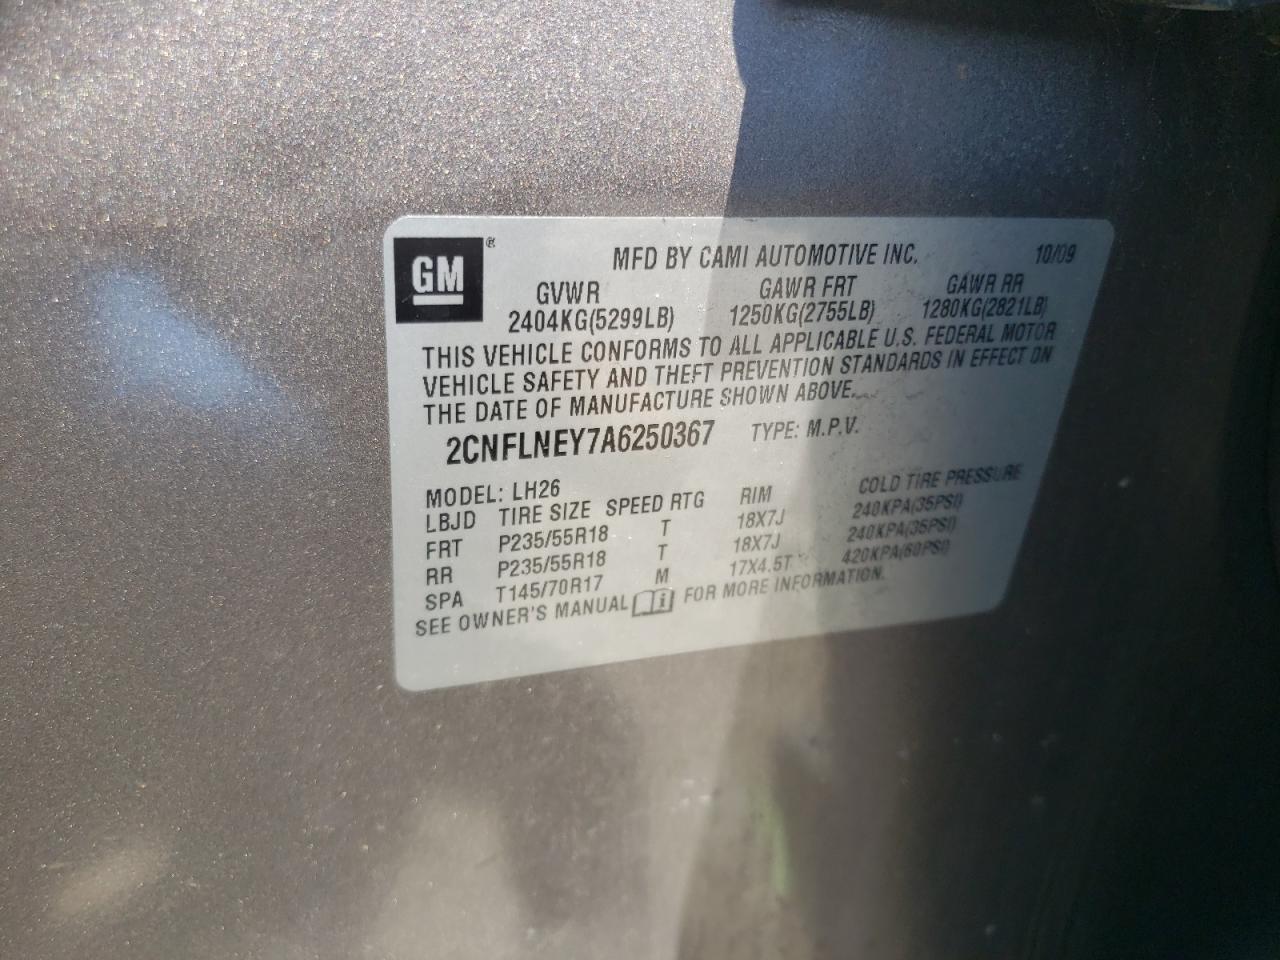 GM ® MFD BY CAMI AUTOMOTIVE INC. 10/09
GVWR GAWR FRT GAWR RR
2404KG(5299LB) 1250KG(2755LB) 1280KG(2821LB)
THIS VEHICLE CONFORMS TO ALL APPLICABLE U.S. FEDERAL MOTOR
VEHICLE SAFETY AND THEFT PREVENTION STANDARDS IN EFFECT ON
THE DATE OF MANUFACTURE SHOWN ABOVE.
2CNFLNEY7A6250367 TYPE: M.P.V.
MODEL: LH26
LBJD TIRE SIZE SPEED RTG RIM COLD TIRE PRESSURE
FRT P235/55R18 T 18X7J 240KPA(35PSI)
RR P235/55R18 T 18X7J 240KPA(35PSI)
SPA T145/70R17 M 17X4.5T 420KPA(60PSI)
SEE OWNER'S MANUAL FOR MORE INFORMATION.